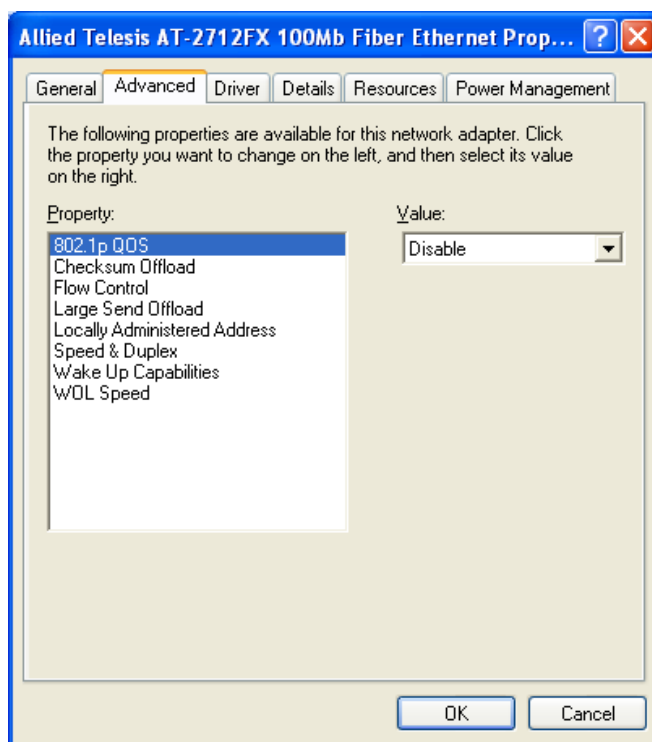 Allied Telesis AT-2712FX 100Mb Fiber Ethernet Prop...
General Advanced Driver Details Resources Power Management
The following properties are available for this network adapter. Click
the property you want to change on the left, and then select its value
on the right.
Property:
Value:
802.1p QOS
Disable
Checksum Offload
Flow Control
Large Send Offload
Locally Administered Address
Speed & Duplex
Wake Up Capabilities
WOL Speed
OK Cancel